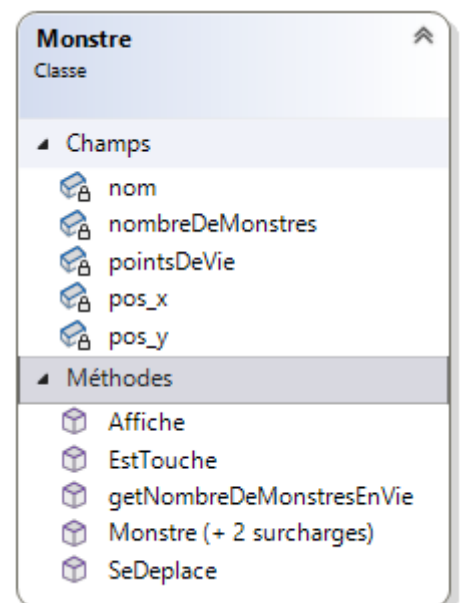 Monstre
Classe
Champs
nom
nombreDeMonstres
pointsDeVie
pos_x
pos_y
Méthodes
Affiche
EstTouche
getNombreDeMonstresEnVie
Monstre (+ 2 surcharges)
SeDeplace